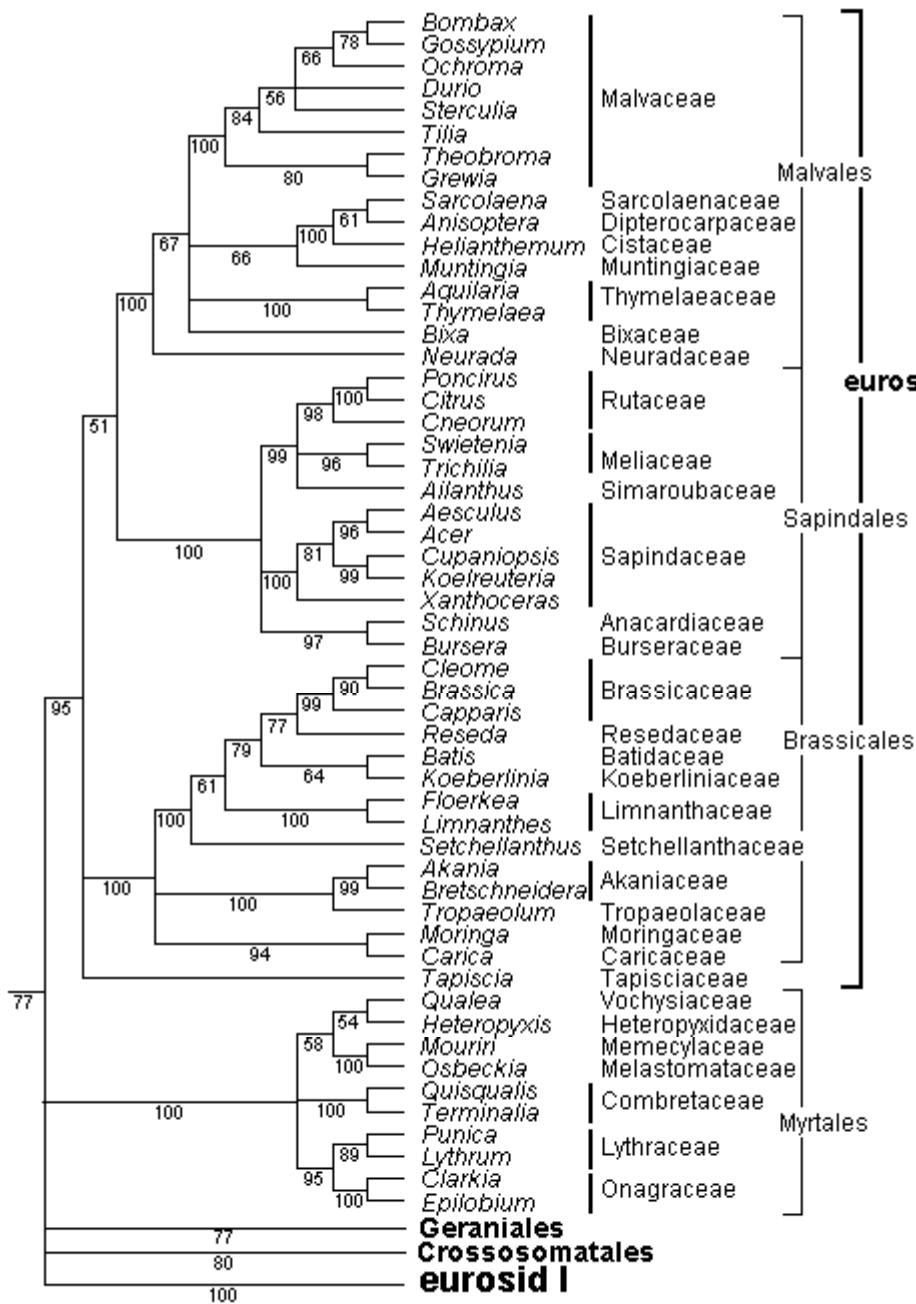 Bombax
78
Gossypium
66
Ochroma
Durio
56
Sterculia
Malvaceae
84
Tilia
100
Theobroma
80
Grewia
Malvales
Sarcolaena Sarcolaenaceae
61
Anisoptera Dipterocarpaceae
100
67
Helianthemum Cistaceae
66
Muntingia Muntingiaceae
Aquilaria
Thymelaeaceae
100
100
Thymelaea
Bixa Bixaceae
Neurada Neuradaceae
Poncirus
100
euros
Citrus Rutaceae
98
Cneorum
51
Swietenia
99
Meliaceae
96
Trichilia
Ailanthus Simaroubaceae
Aesculus
Sapindales
96
Acer
100
81
Cupaniopsis Sapindaceae
99
100
Koelreuteria
Xanthoceras
Schinus Anacardiaceae
97
Bursera Burseraceae
Cleome
90
95
Brassica Brassicaceae
99
Capparis
77
Reseda Resedaceae
Brassicales
79
Batis Batidaceae
64
61
Koeberlinia Koeberliniaceae
Floerkea
100
100
Limnanthaceae
Limnanthes
Setchellanthus Setchellanthaceae
Akania
100
100
99
Akaniaceae
Bretschneidera
Tropaeolum Tropaeolaceae
Moringa Moringaceae
94
Carica Caricaceae
Tapiscia Tapisciaceae
77
Qualea Vochysiaceae
54
Heteropyxis Heteropyxidaceae
58
Mouriri Memecylaceae
100
Osbeckia Melastomataceae
Quisqualis
100
100
Combretaceae
Terminalia
Myrtales
Punica
89
Lythraceae
Lythrum
95
Clarkia
100
Onagraceae
Epilobium
Geraniales
77
Crossosomatales
80
eurosid I
100